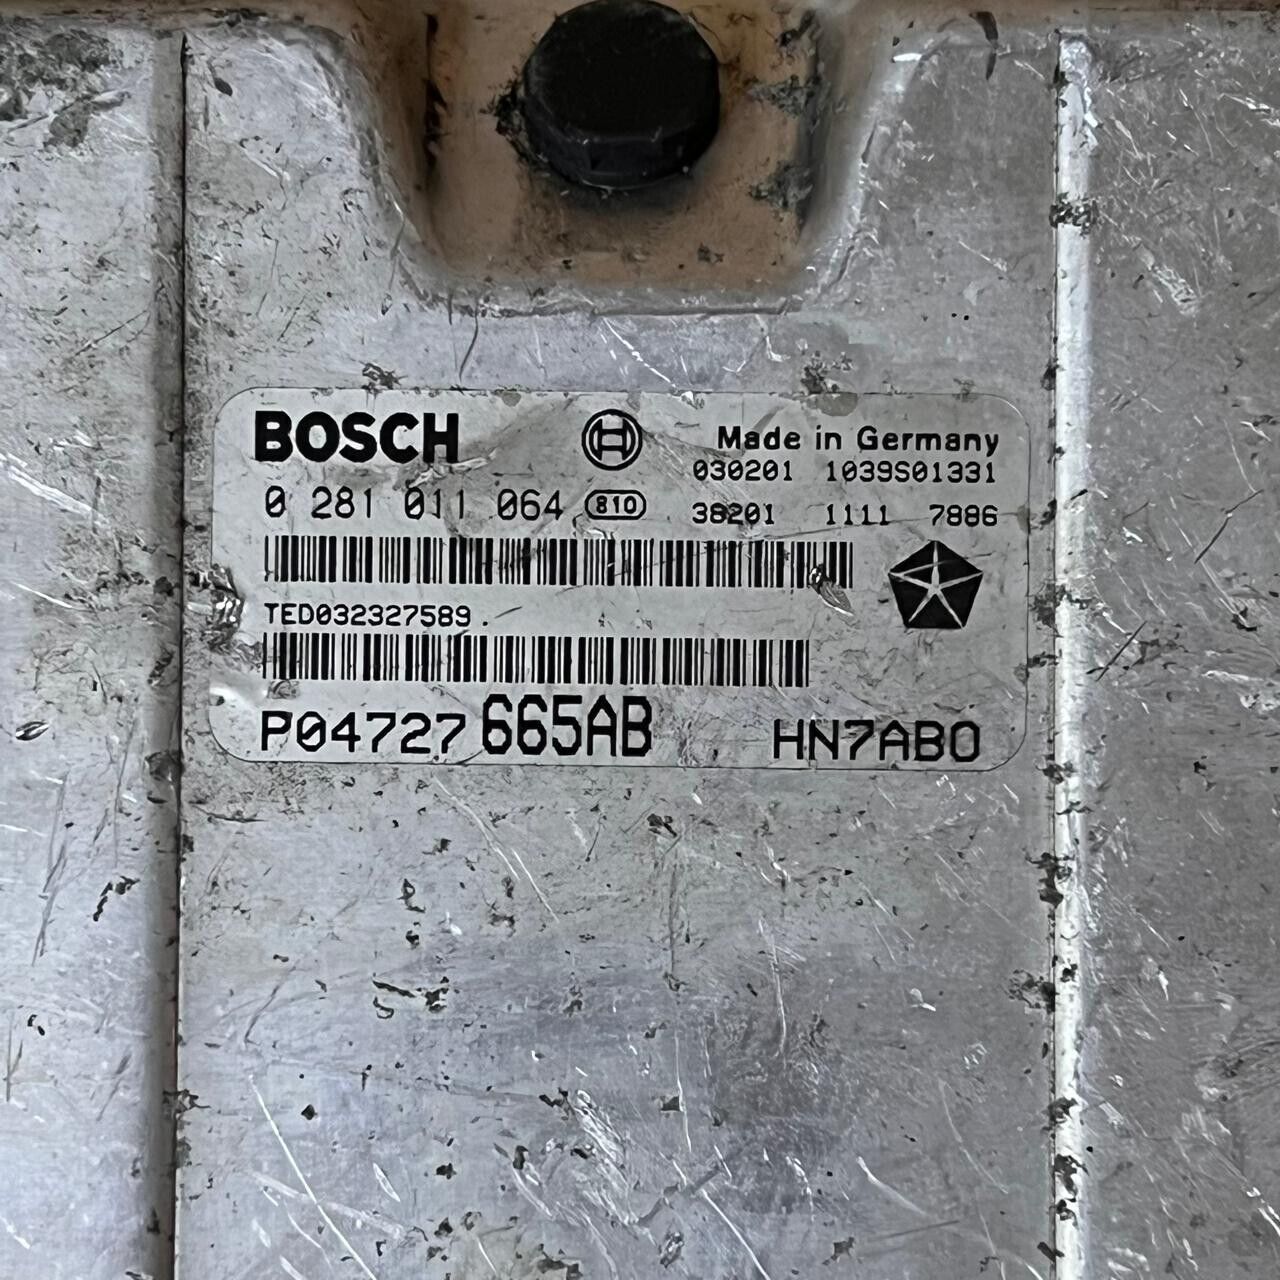 BOSCH
Made in Germany
030201 1039S01331
0 281 011 064 810
38201 1111 7886
TED032327589.
P04727 665AB HN7AB0